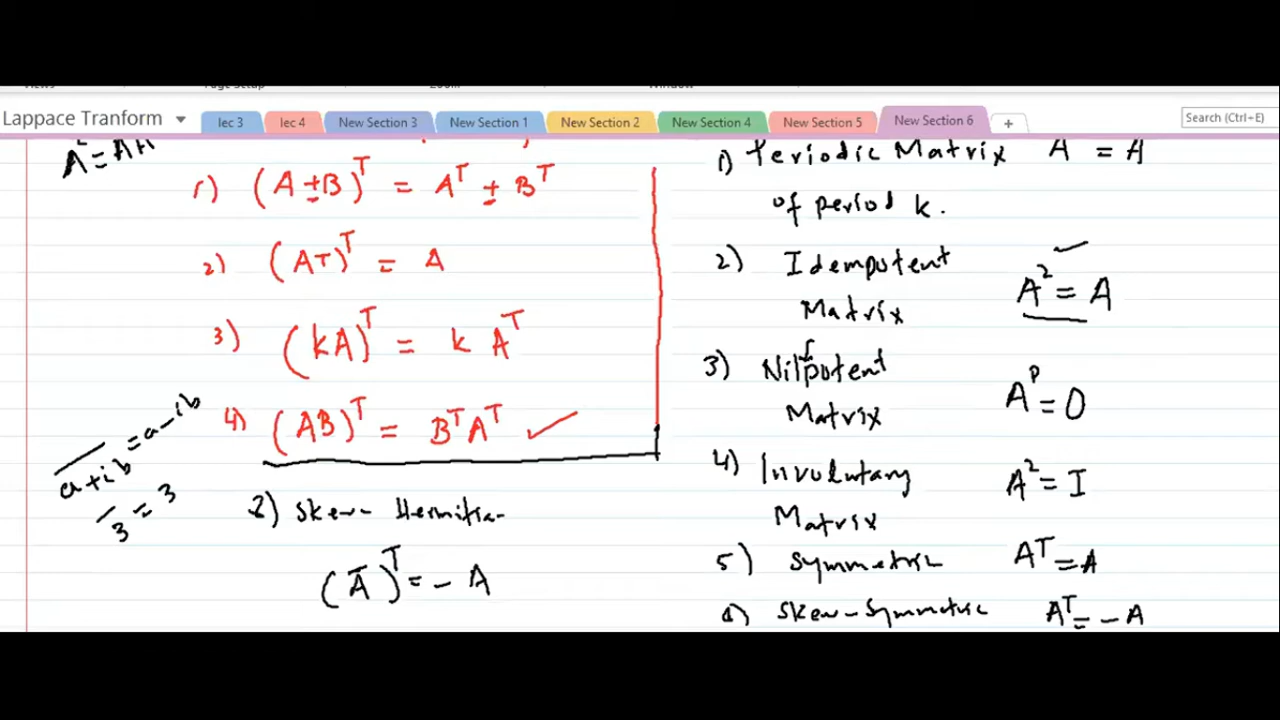 Lappace Tranform
lec 3
lec 4
New Section 3
New Section 1
New Section 2
New Section 4
New Section 5
New Section 6
Search (Ctrl+E)
1) (A ± B)^T = A^T ± B^T
2) (AT)^T = A
3) (kA)^T = k A^T
4) (AB)^T = B^T A^T ✓
a+ib‾ = a-ib
3‾ = 3
8) Skew-Hermitian
(A‾)^T = - A
1) Periodic Matrix A = A
of period k.
2) Idempotent
Matrix A^2 = A ✓
3) Nilpotent
Matrix A^p = 0
4) Involutary
Matrix A^2 = I
5) Symmetric A^T = A
6) Skew-Symmetric A^T = - A